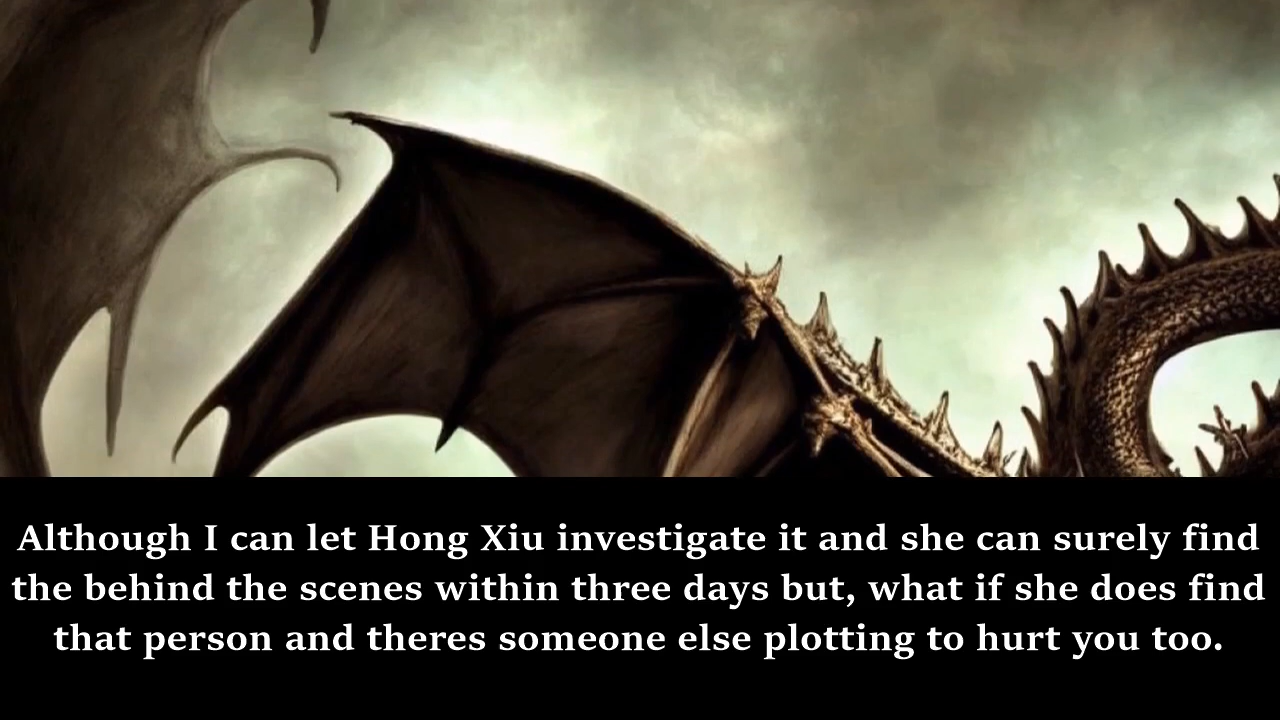 Although I can let Hong Xiu investigate it and she can surely find
the behind the scenes within three days but, what if she does find
that person and theres someone else plotting to hurt you too.